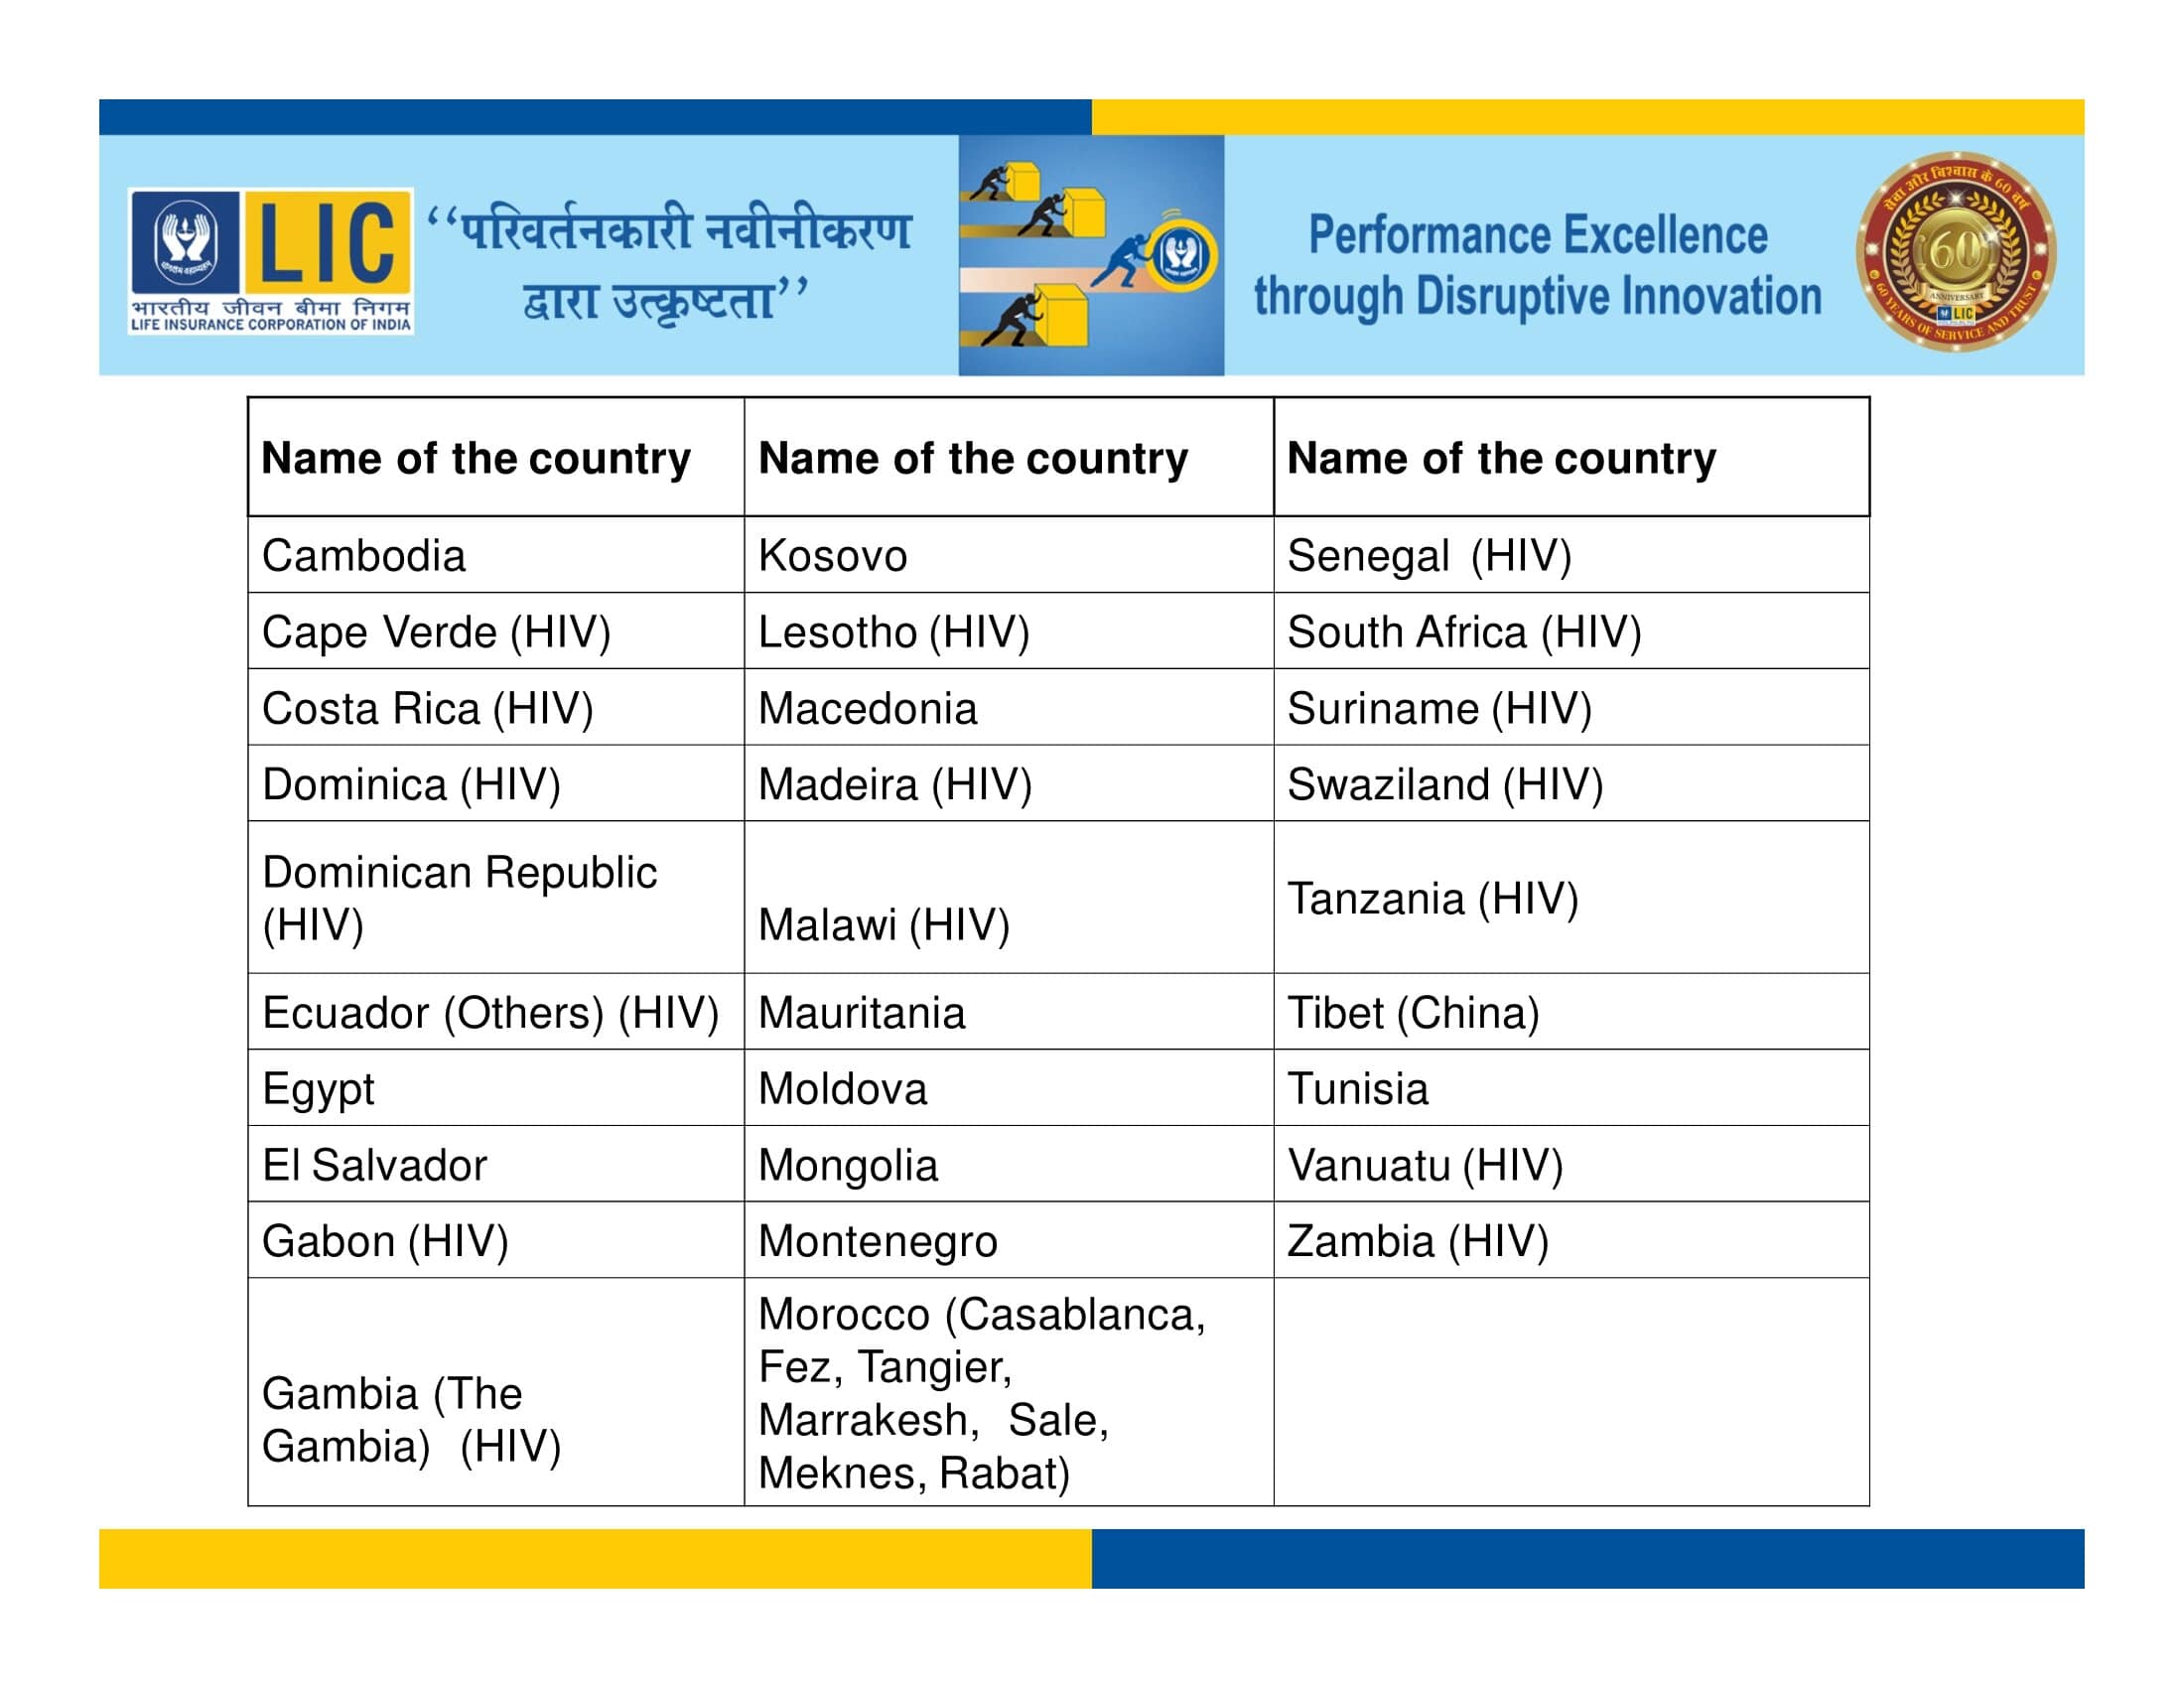 LIC
भारतीय जीवन बीमा निगम
LIFE INSURANCE CORPORATION OF INDIA
‘‘परिवर्तनकारी नवीनीकरण
द्वारा उत्कृष्टता’’
Performance Excellence
through Disruptive Innovation
सेवा और विश्वास के 60 वर्ष
60
ANNIVERSARY
LIC
60 YEARS OF SERVICE AND TRUST
Name of the country Name of the country Name of the country
Cambodia Kosovo Senegal (HIV)
Cape Verde (HIV) Lesotho (HIV) South Africa (HIV)
Costa Rica (HIV) Macedonia Suriname (HIV)
Dominica (HIV) Madeira (HIV) Swaziland (HIV)
Dominican Republic
(HIV) Malawi (HIV) Tanzania (HIV)
Ecuador (Others) (HIV) Mauritania Tibet (China)
Egypt Moldova Tunisia
El Salvador Mongolia Vanuatu (HIV)
Gabon (HIV) Montenegro Zambia (HIV)
Gambia (The
Gambia) (HIV)
Morocco (Casablanca,
Fez, Tangier,
Marrakesh, Sale,
Meknes, Rabat)